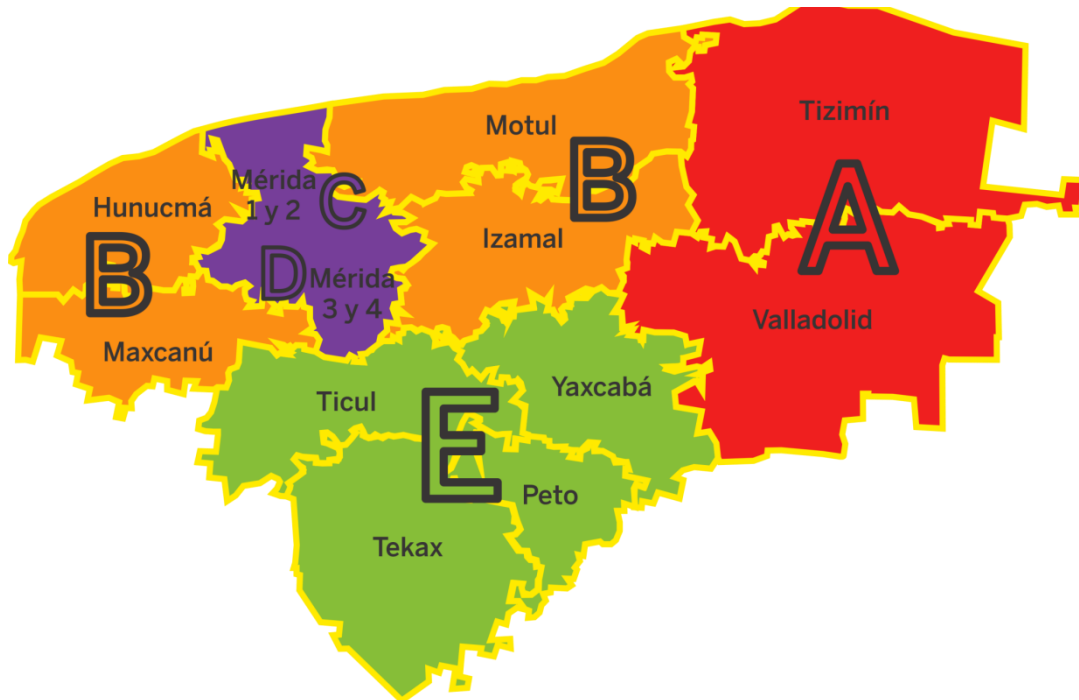 Tizimín
Motul
B
A
Mérida
1 y 2
C
Hunucmá
Izamal
B
D
Mérida
3 y 4
Valladolid
Maxcanú
Yaxcabá
Ticul
E
Peto
Tekax